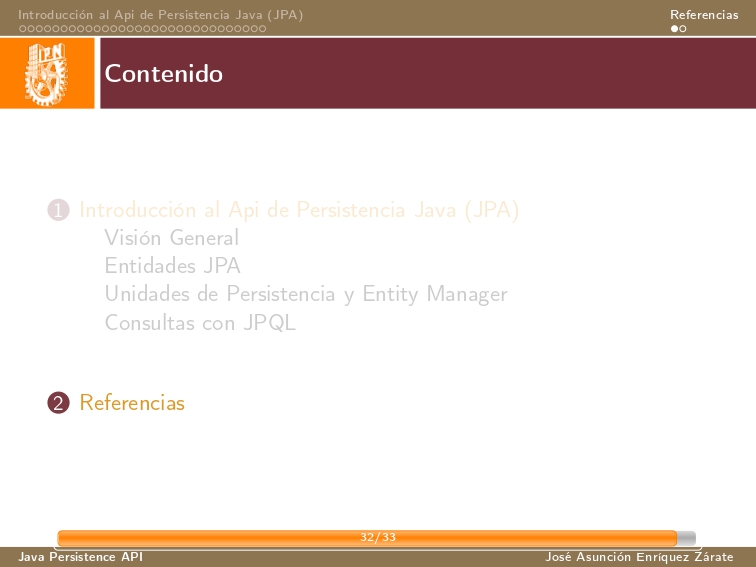 Introducción al Api de Persistencia Java (JPA)
Referencias
IPN
Contenido
1 Introducción al Api de Persistencia Java (JPA)
Visión General
Entidades JPA
Unidades de Persistencia y Entity Manager
Consultas con JPQL
2 Referencias
32/33
Java Persistence API
José Asunción Enríquez Zárate